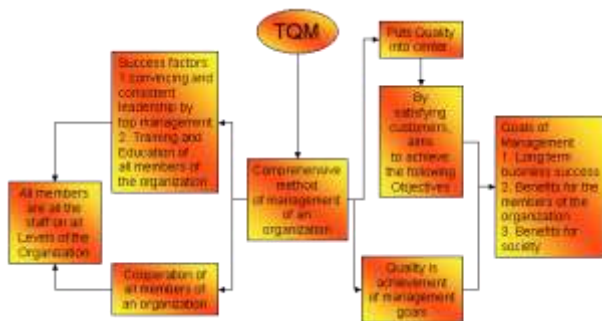 TQM
Puts Quality
into center
Success factors
1 convincing and
consistent
leadership by
top management
2. Training and
Education of
all members of
the organization
By
satisfying
customers,
aims
to achieve
the following
Objectives
Goals of
Management
1. Long term
business success
2. Benefits for the
members of the
organization
3. Benefits for
society
Comprehensive
method
of management
of an
organization
All members
are all the
staff on all
Levels of the
Organization
Cooperation of
all members of
an organization
Quality is
achievement
of management
goals